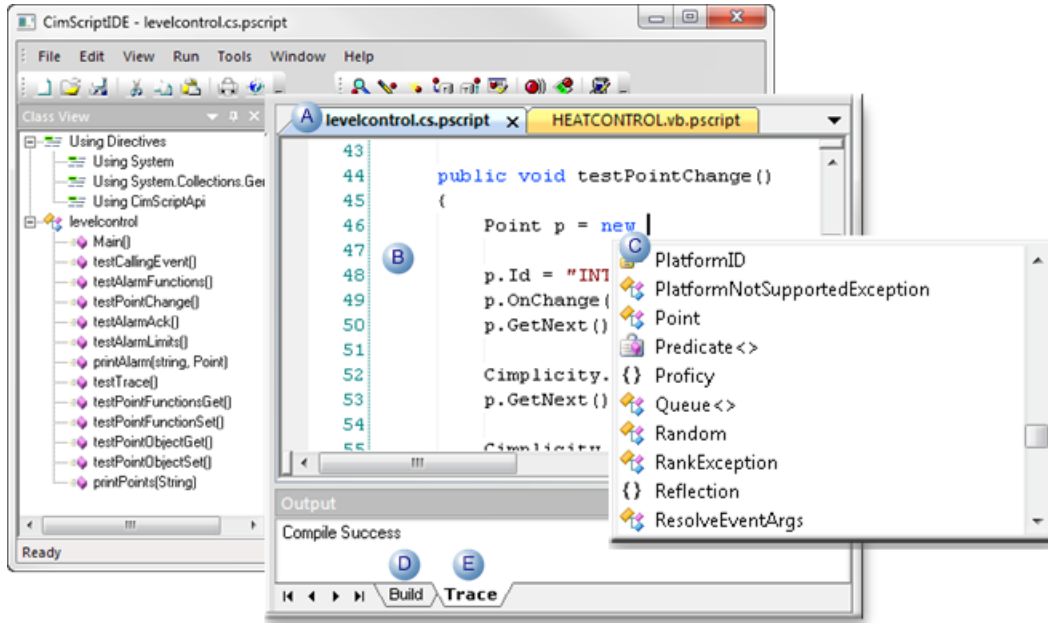 CimScriptIDE - levelcontrol.cs.pscript
File Edit View Run Tools Window Help
Class View
Using Directives
Using System
Using System.Collections.Ger
Using CimScriptApi
levelcontrol
Main()
testCallingEvent()
testAlarmFunctions()
testPointChange()
testAlarmAck()
testAlarmLimits()
printAlarm(string, Point)
testTrace()
testPointFunctionsGet()
testPointFunctionSet()
testPointObjectGet()
testPointObjectSet()
printPoints(String)
Ready
A levelcontrol.cs.pscript x HEATCONTROL.vb.pscript
43
44 public void testPointChange()
45 {
46 Point p = new
47
B
48 p.Id = "INT
49 p.OnChange(
50 p.GetNext()
51
52 Cimplicity.
53 p.GetNext()
54
55 Cimplicity
C
PlatformID
PlatformNotSupportedException
Point
Predicate<>
{} Proficy
Queue<>
Random
RankException
{} Reflection
ResolveEventArgs
Output
Compile Success
D E
Build Trace